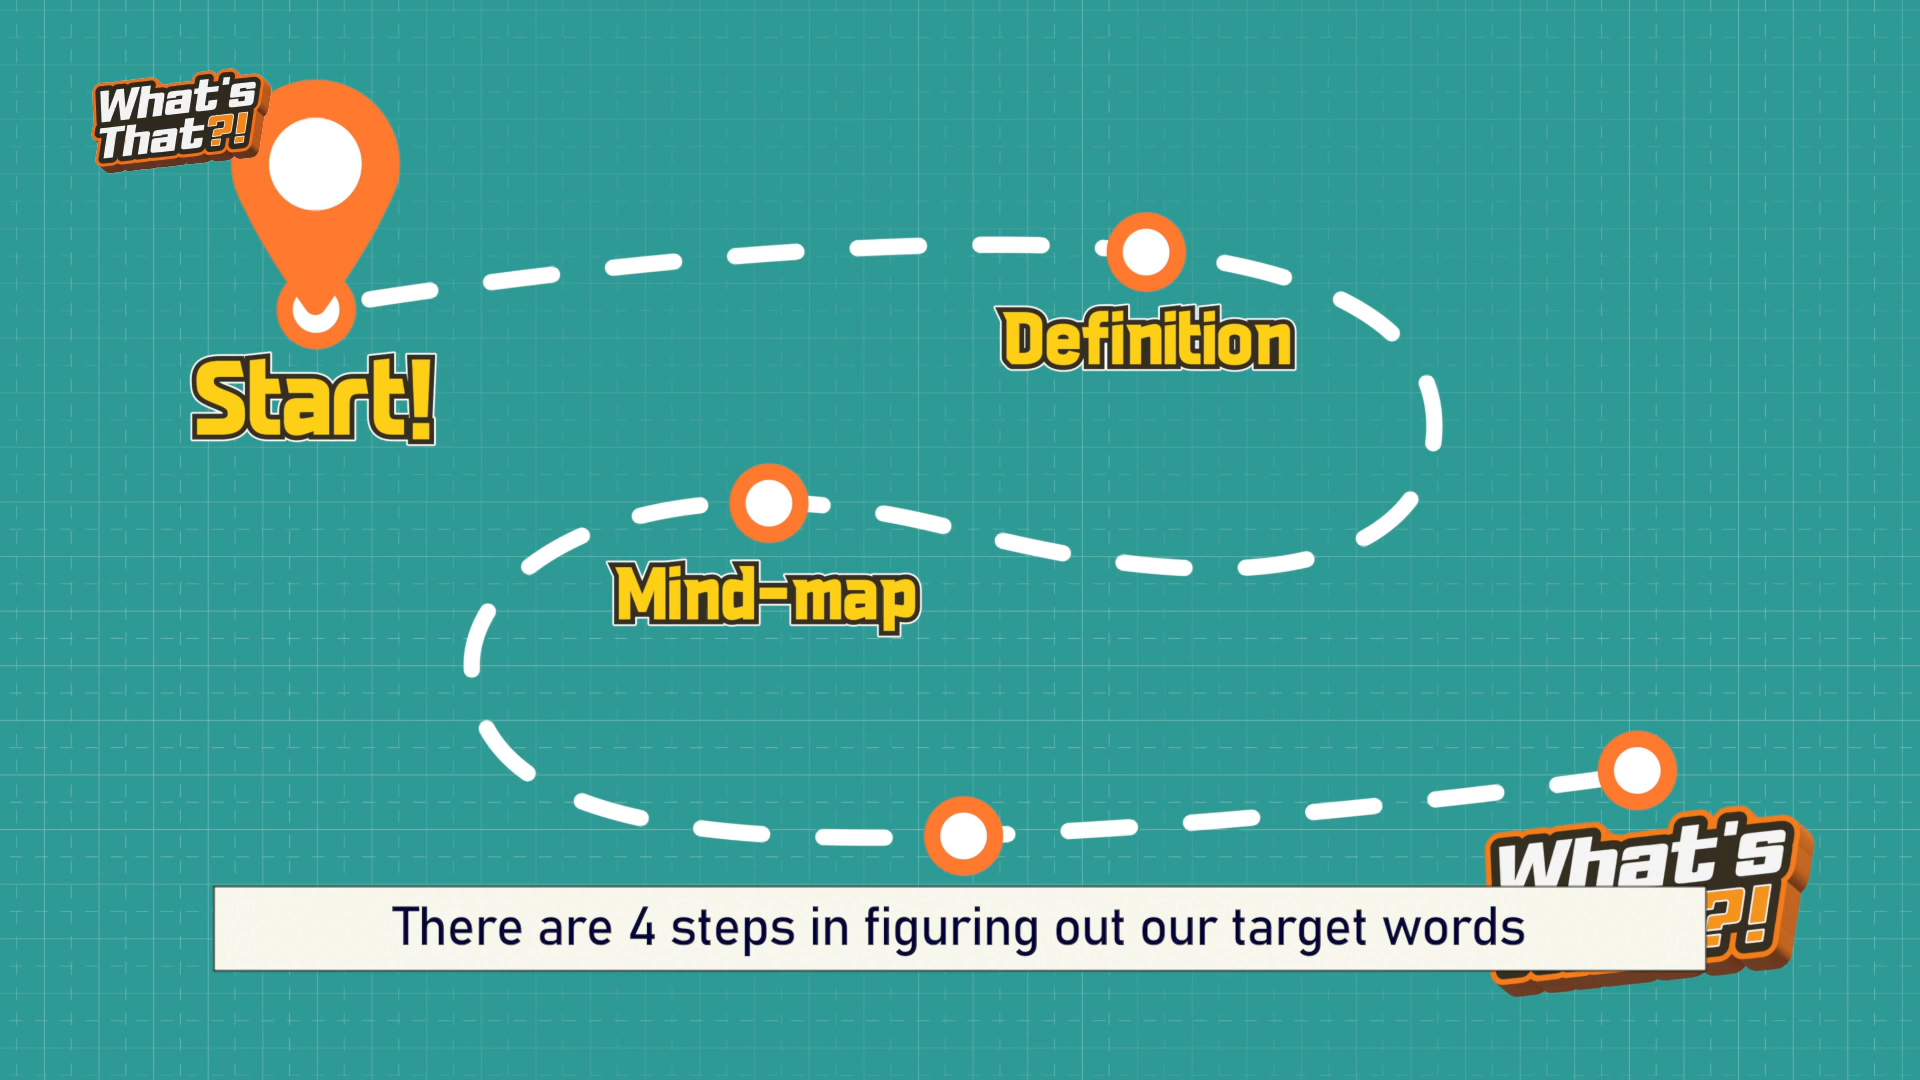 What's
That?!
Start!
Definition
Mind-map
What's
?!
There are 4 steps in figuring out our target words